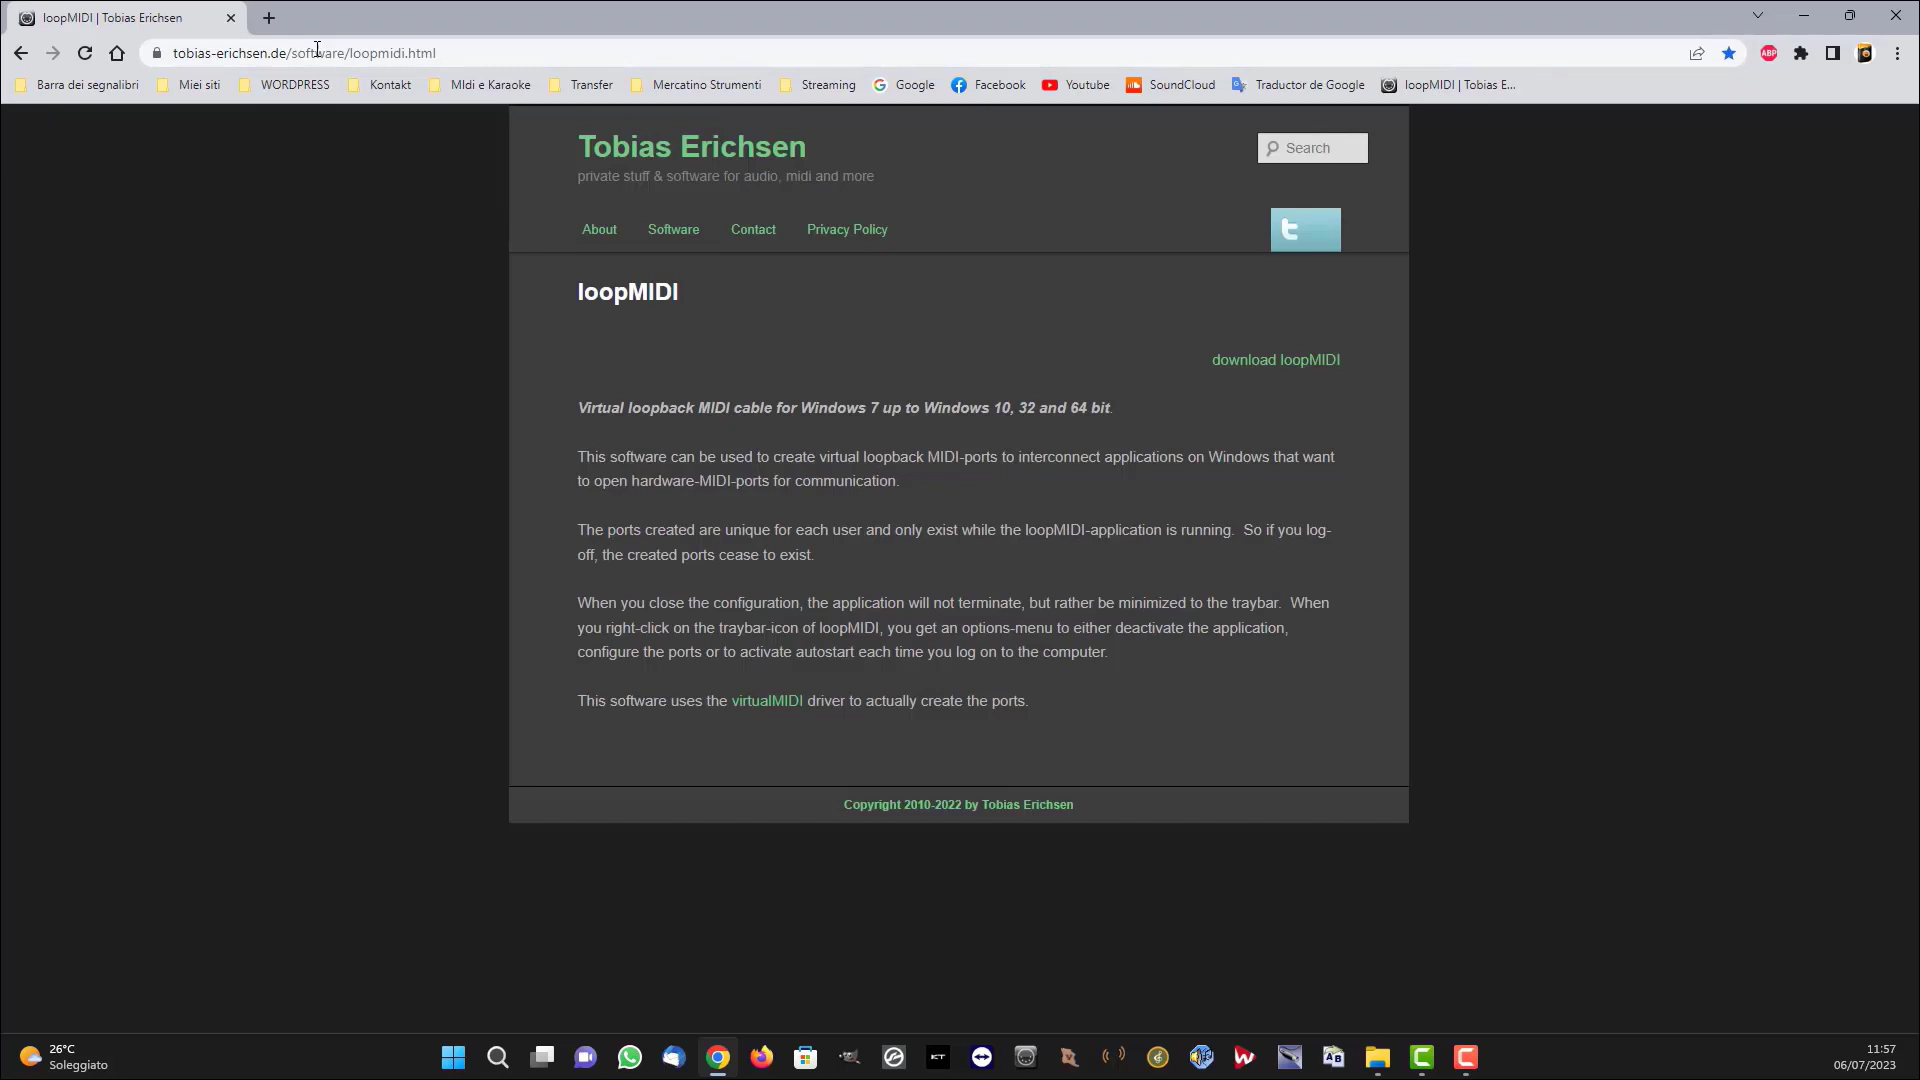 loopMIDI | Tobias Erichsen
tobias-erichsen.de/software/loopmidi.html
ABP
Barra dei segnalibri Miei siti WORDPRESS Kontakt MIdi e Karaoke Transfer Mercatino Strumenti Streaming Google Facebook Youtube SoundCloud Traductor de Google loopMIDI | Tobias E...
Tobias Erichsen
Search
private stuff & software for audio, midi and more
About Software Contact Privacy Policy
loopMIDI
download loopMIDI
Virtual loopback MIDI cable for Windows 7 up to Windows 10, 32 and 64 bit.
This software can be used to create virtual loopback MIDI-ports to interconnect applications on Windows that want
to open hardware-MIDI-ports for communication.
The ports created are unique for each user and only exist while the loopMIDI-application is running. So if you log-
off, the created ports cease to exist.
When you close the configuration, the application will not terminate, but rather be minimized to the traybar. When
you right-click on the traybar-icon of loopMIDI, you get an options-menu to either deactivate the application,
configure the ports or to activate autostart each time you log on to the computer.
This software uses the virtualMIDI driver to actually create the ports.
Copyright 2010-2022 by Tobias Erichsen
26°C
Soleggiato
KT
11:57
06/07/2023